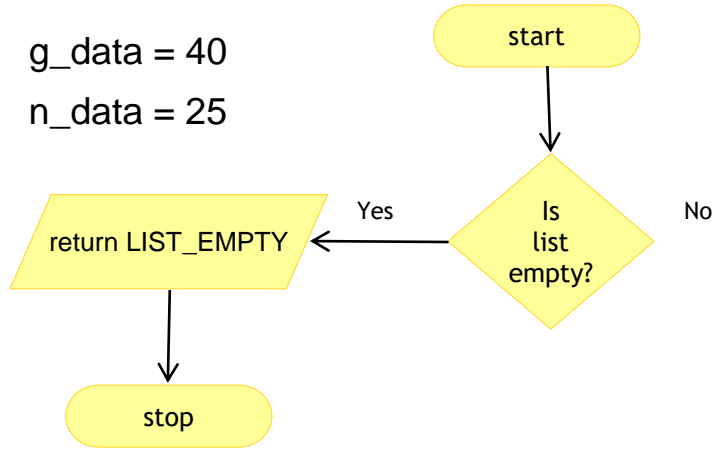 g_data = 40
n_data = 25
start
Is
list
empty?
Yes
No
return LIST_EMPTY
stop